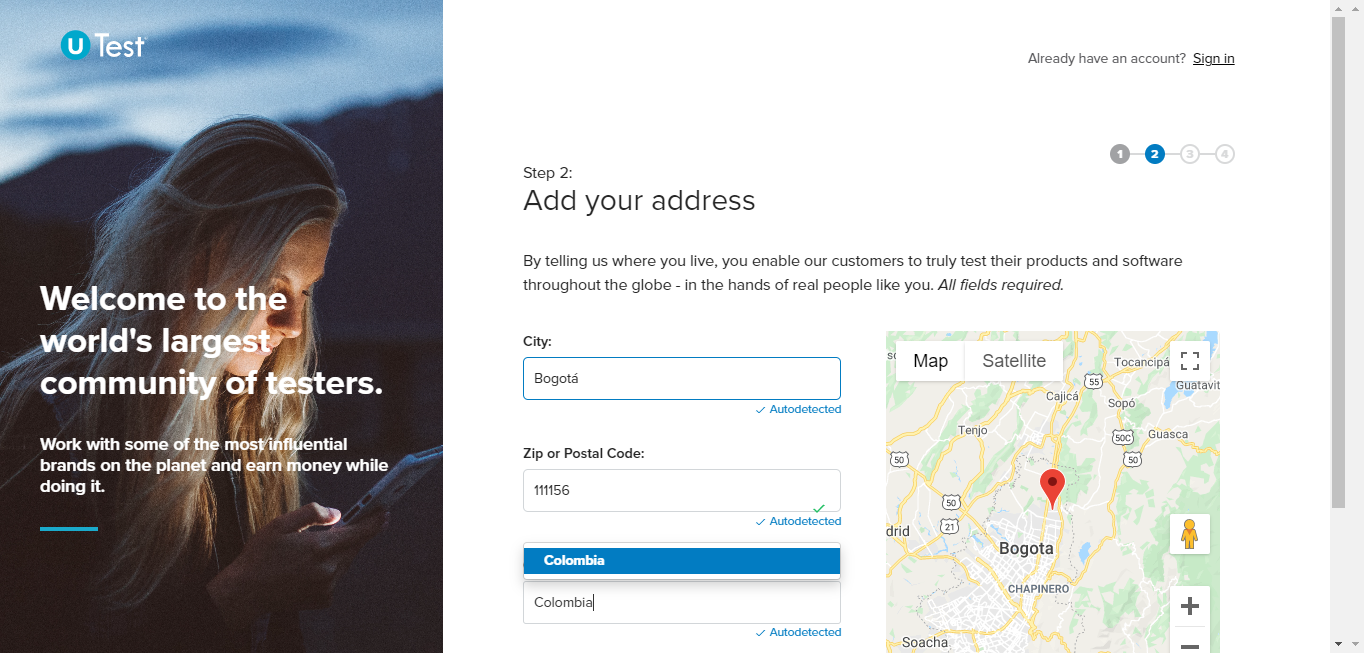 U Test
Already have an account? Sign in
1 2 3 4
Step 2:
Add your address
By telling us where you live, you enable our customers to truly test their products and software
throughout the globe - in the hands of real people like you. All fields required.
Welcome to the
world's largest
community of testers.
Work with some of the most influential
brands on the planet and earn money while
doing it.
City:
Bogotá
Autodetected
Zip or Postal Code:
111156
Autodetected
Colombia
Colombia
Autodetected
Map
Satellite
Tocancipá
55
Guatavit
Cajicá
Sopó
Tenjo
50C
Guasca
50
50
50
21
drid
Bogota
CHAPINERO
Soacha